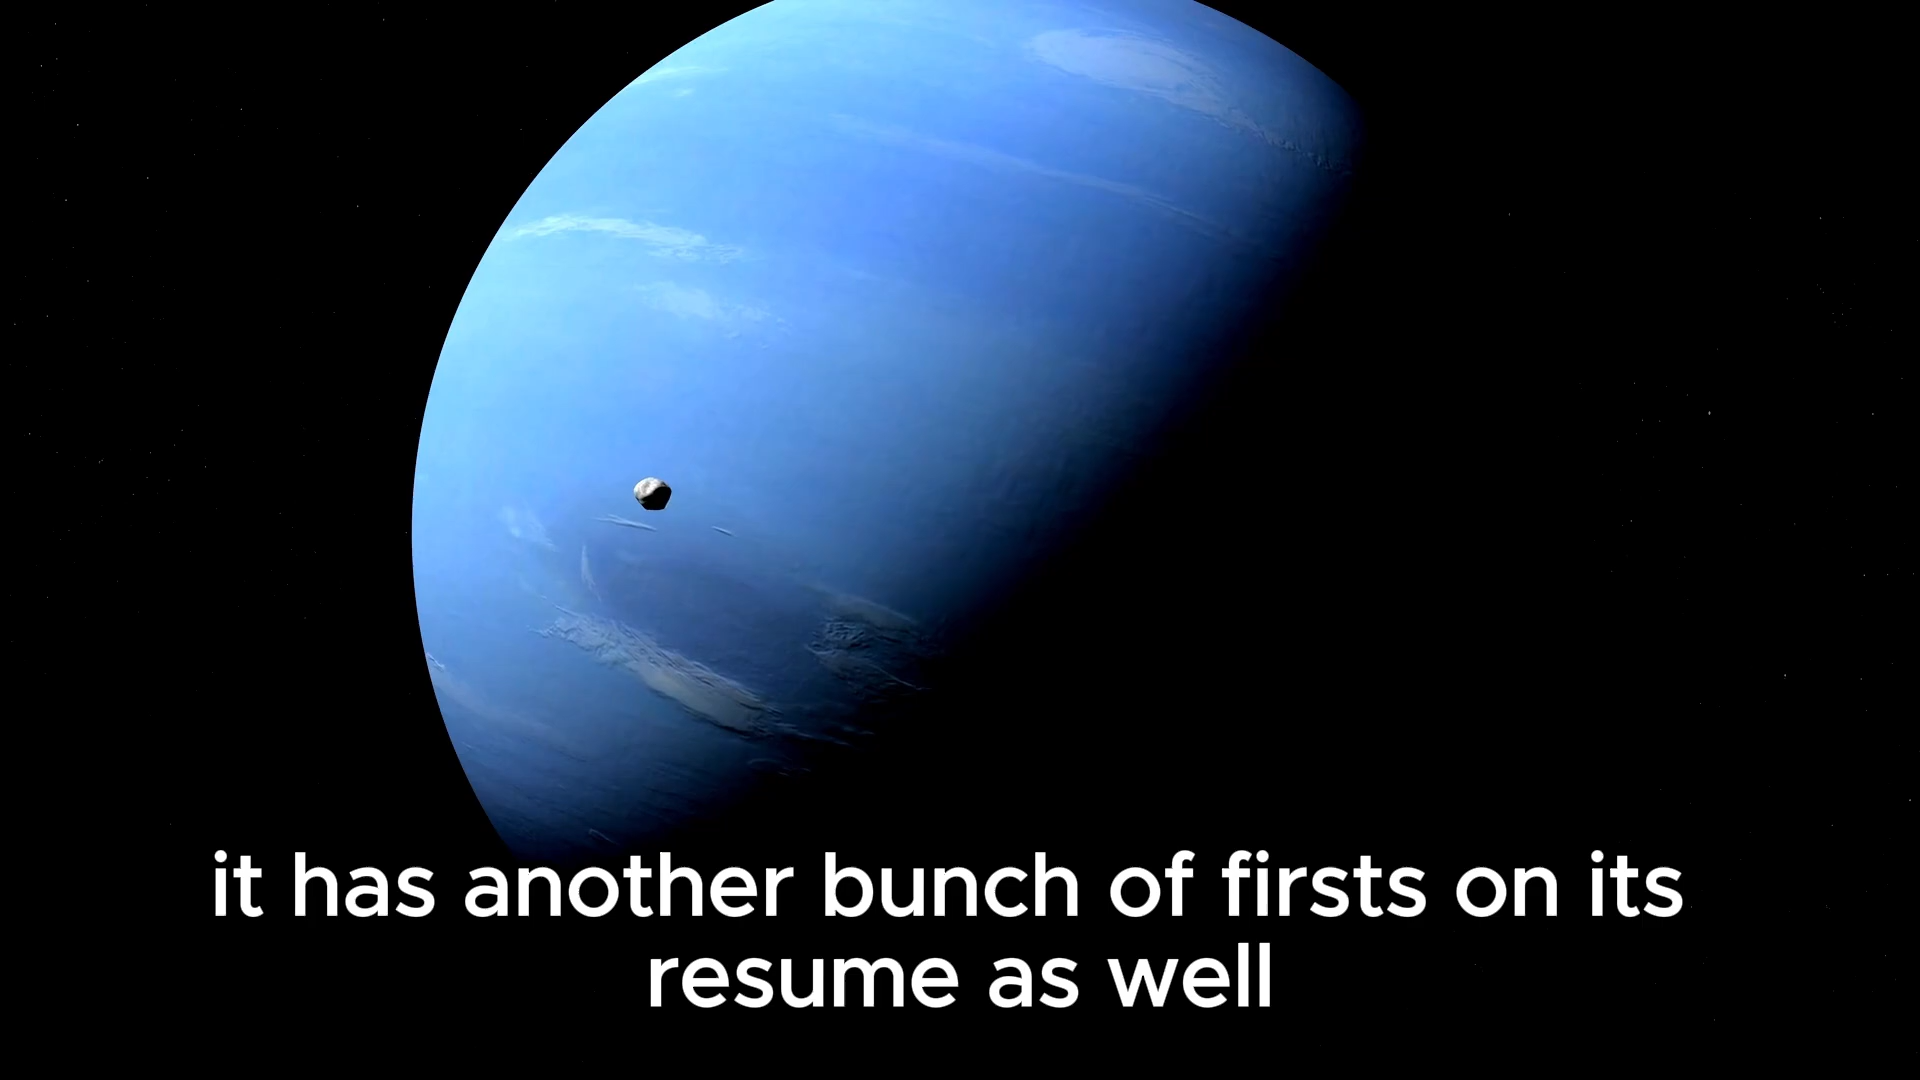 it has another bunch of firsts on its
resume as well